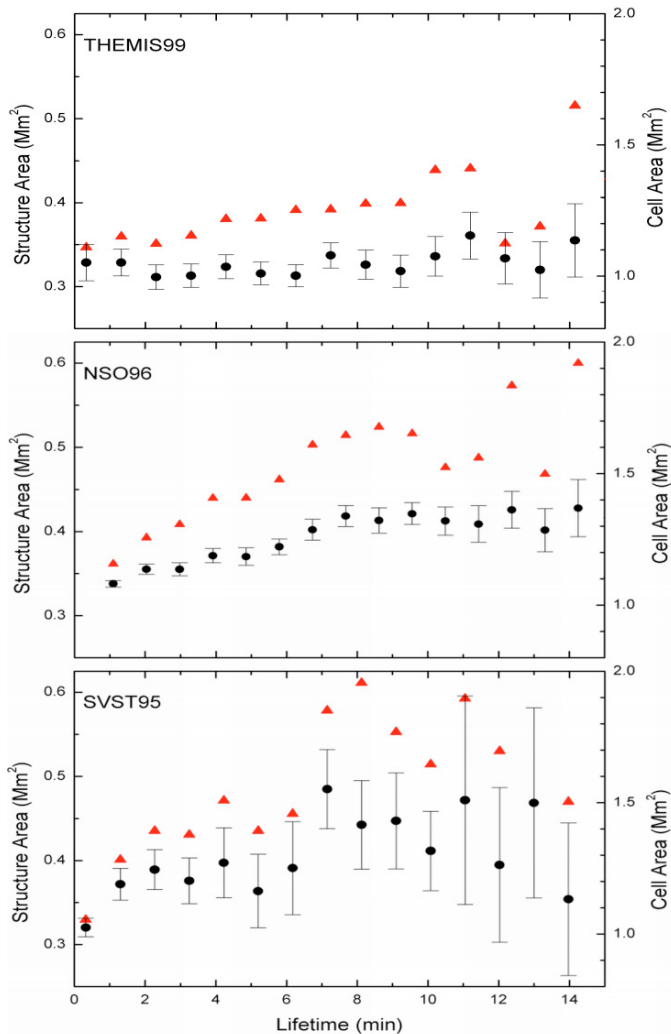 THEMIS99
Structure Area (Mm²)
0.6
0.5
0.4
0.3
Cell Area (Mm²)
2.0
1.5
1.0
NSO96
Structure Area (Mm²)
0.6
0.5
0.4
0.3
Cell Area (Mm²)
2.0
1.5
1.0
SVST95
Structure Area (Mm²)
0.6
0.5
0.4
0.3
Cell Area (Mm²)
2.0
1.5
1.0
0 2 4 6 8 10 12 14
Lifetime (min)